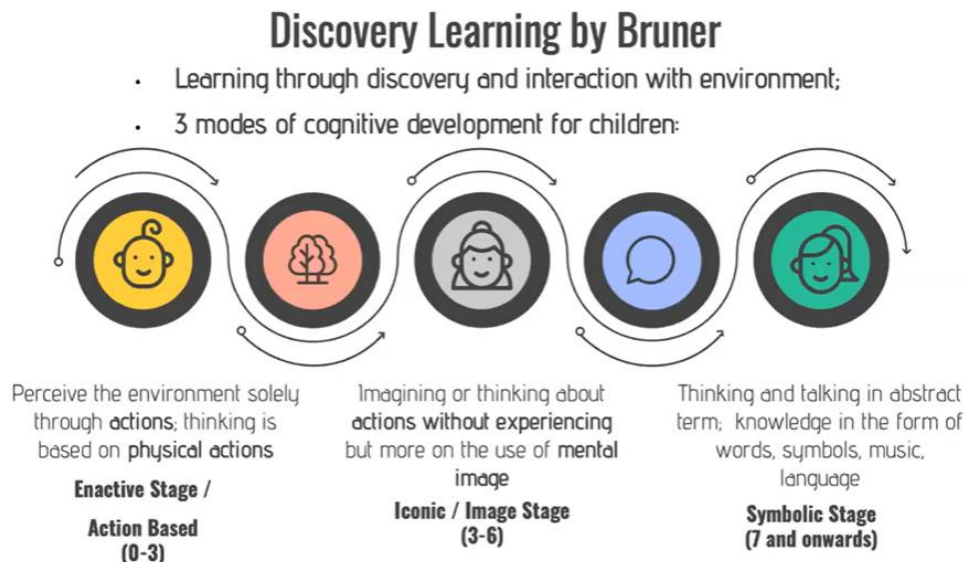 Discovery Learning by Bruner
• Learning through discovery and interaction with environment;
• 3 modes of cognitive development for children:
Perceive the environment solely
through actions; thinking is
based on physical actions
Enactive Stage /
Action Based
(0-3)
Imagining or thinking about
actions without experiencing
but more on the use of mental
image
Iconic / Image Stage
(3-6)
Thinking and talking in abstract
term; knowledge in the form of
words, symbols, music,
language
Symbolic Stage
(7 and onwards)